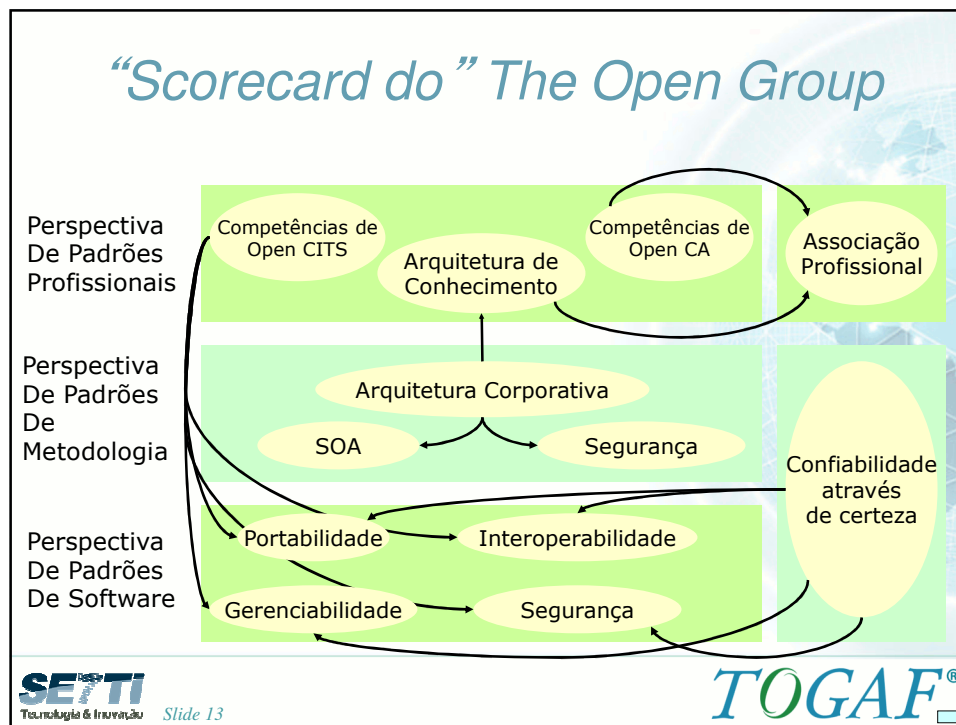 “Scorecard do” The Open Group
Perspectiva
De Padrões
Profissionais
Competências de
Open CITS
Arquitetura de
Conhecimento
Competências de
Open CA
Associação
Profissional
Perspectiva
De Padrões
De
Metodologia
Arquitetura Corporativa
SOA
Segurança
Confiabilidade
através
de certeza
Perspectiva
De Padrões
De Software
Portabilidade
Interoperabilidade
Gerenciabilidade
Segurança
SETTI
Tecnologia & Inovação
Slide 13
TOGAF®